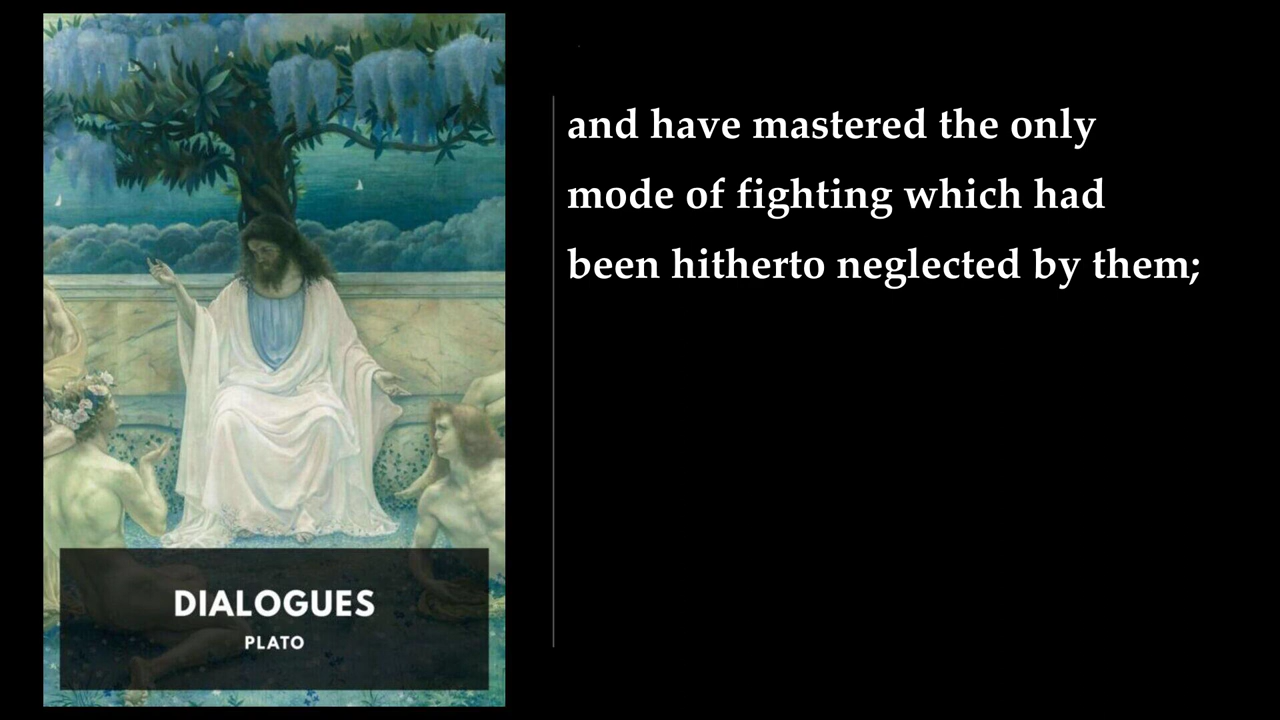 and have mastered the only
mode of fighting which had
been hitherto neglected by them;
DIALOGUES
PLATO